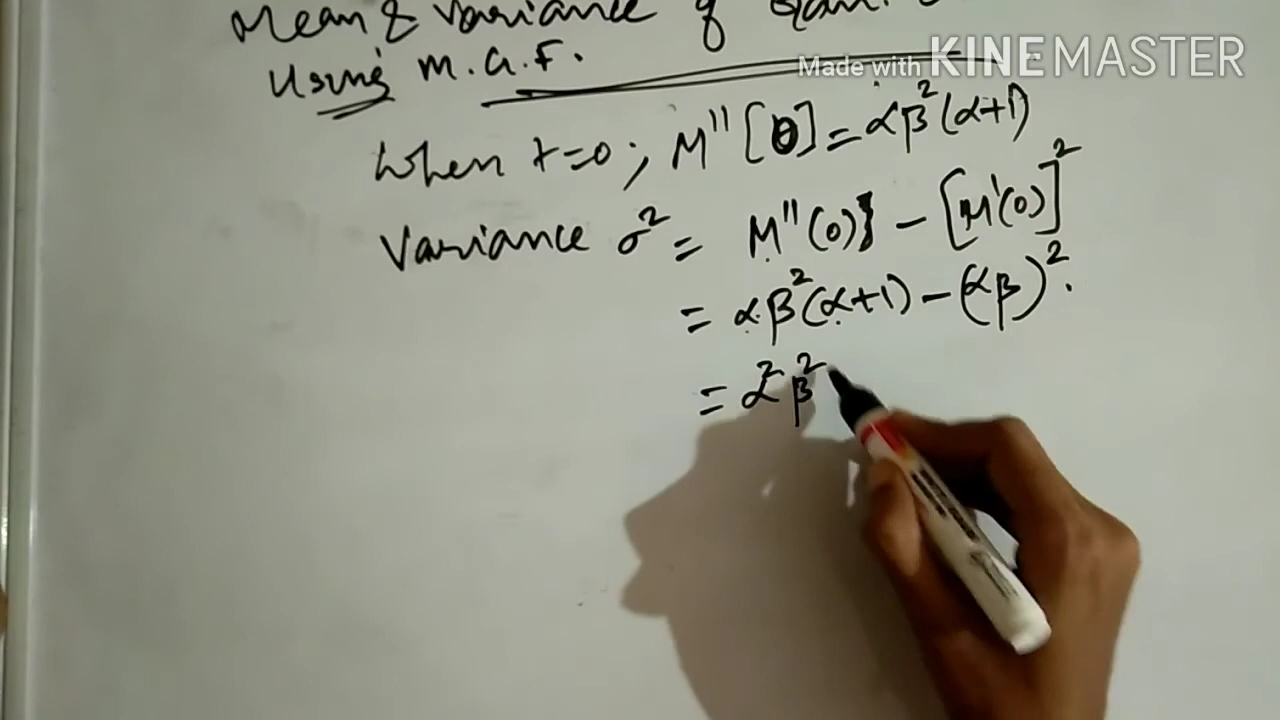 Mean & Variance of
Using M.G.F.
Made with KINEMASTER
When t=0; M''[0] = αβ²(α+1)
Variance σ² = M''(0)} - [M'(0)]²
= αβ²(α+1) - (αβ)².
= α²β²